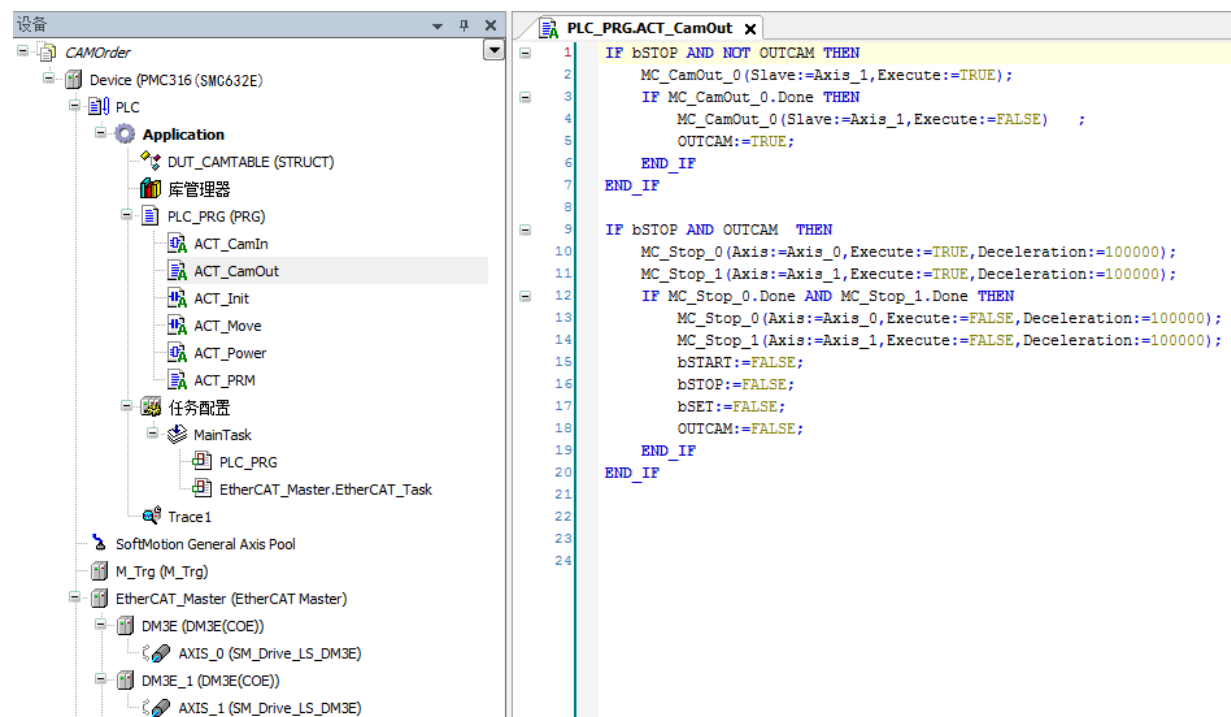 设备
CAMOrder
Device (PMC316(SMG632E)
PLC
Application
DUT_CAMTABLE (STRUCT)
库管理器
PLC_PRG (PRG)
ACT_CamIn
ACT_CamOut
ACT_Init
ACT_Move
ACT_Power
ACT_PRM
任务配置
MainTask
PLC_PRG
EtherCAT_Master.EtherCAT_Task
Trace1
SoftMotion General Axis Pool
M_Trg (M_Trg)
EtherCAT_Master (EtherCAT Master)
DM3E (DM3E(COE))
AXIS_0 (SM_Drive_LS_DM3E)
DM3E_1 (DM3E(COE))
AXIS_1 (SM_Drive_LS_DM3E)
PLC_PRG.ACT_CamOut x
1 IF bSTOP AND NOT OUTCAM THEN
2 MC_CamOut_0(Slave:=Axis_1,Execute:=TRUE);
3 IF MC_CamOut_0.Done THEN
4 MC_CamOut_0(Slave:=Axis_1,Execute:=FALSE) ;
5 OUTCAM:=TRUE;
6 END_IF
7 END_IF
8
9 IF bSTOP AND OUTCAM THEN
10 MC_Stop_0(Axis:=Axis_0,Execute:=TRUE,Deceleration:=100000);
11 MC_Stop_1(Axis:=Axis_1,Execute:=TRUE,Deceleration:=100000);
12 IF MC_Stop_0.Done AND MC_Stop_1.Done THEN
13 MC_Stop_0(Axis:=Axis_0,Execute:=FALSE,Deceleration:=100000);
14 MC_Stop_1(Axis:=Axis_1,Execute:=FALSE,Deceleration:=100000);
15 bSTART:=FALSE;
16 bSTOP:=FALSE;
17 bSET:=FALSE;
18 OUTCAM:=FALSE;
19 END_IF
20 END_IF
21
22
23
24